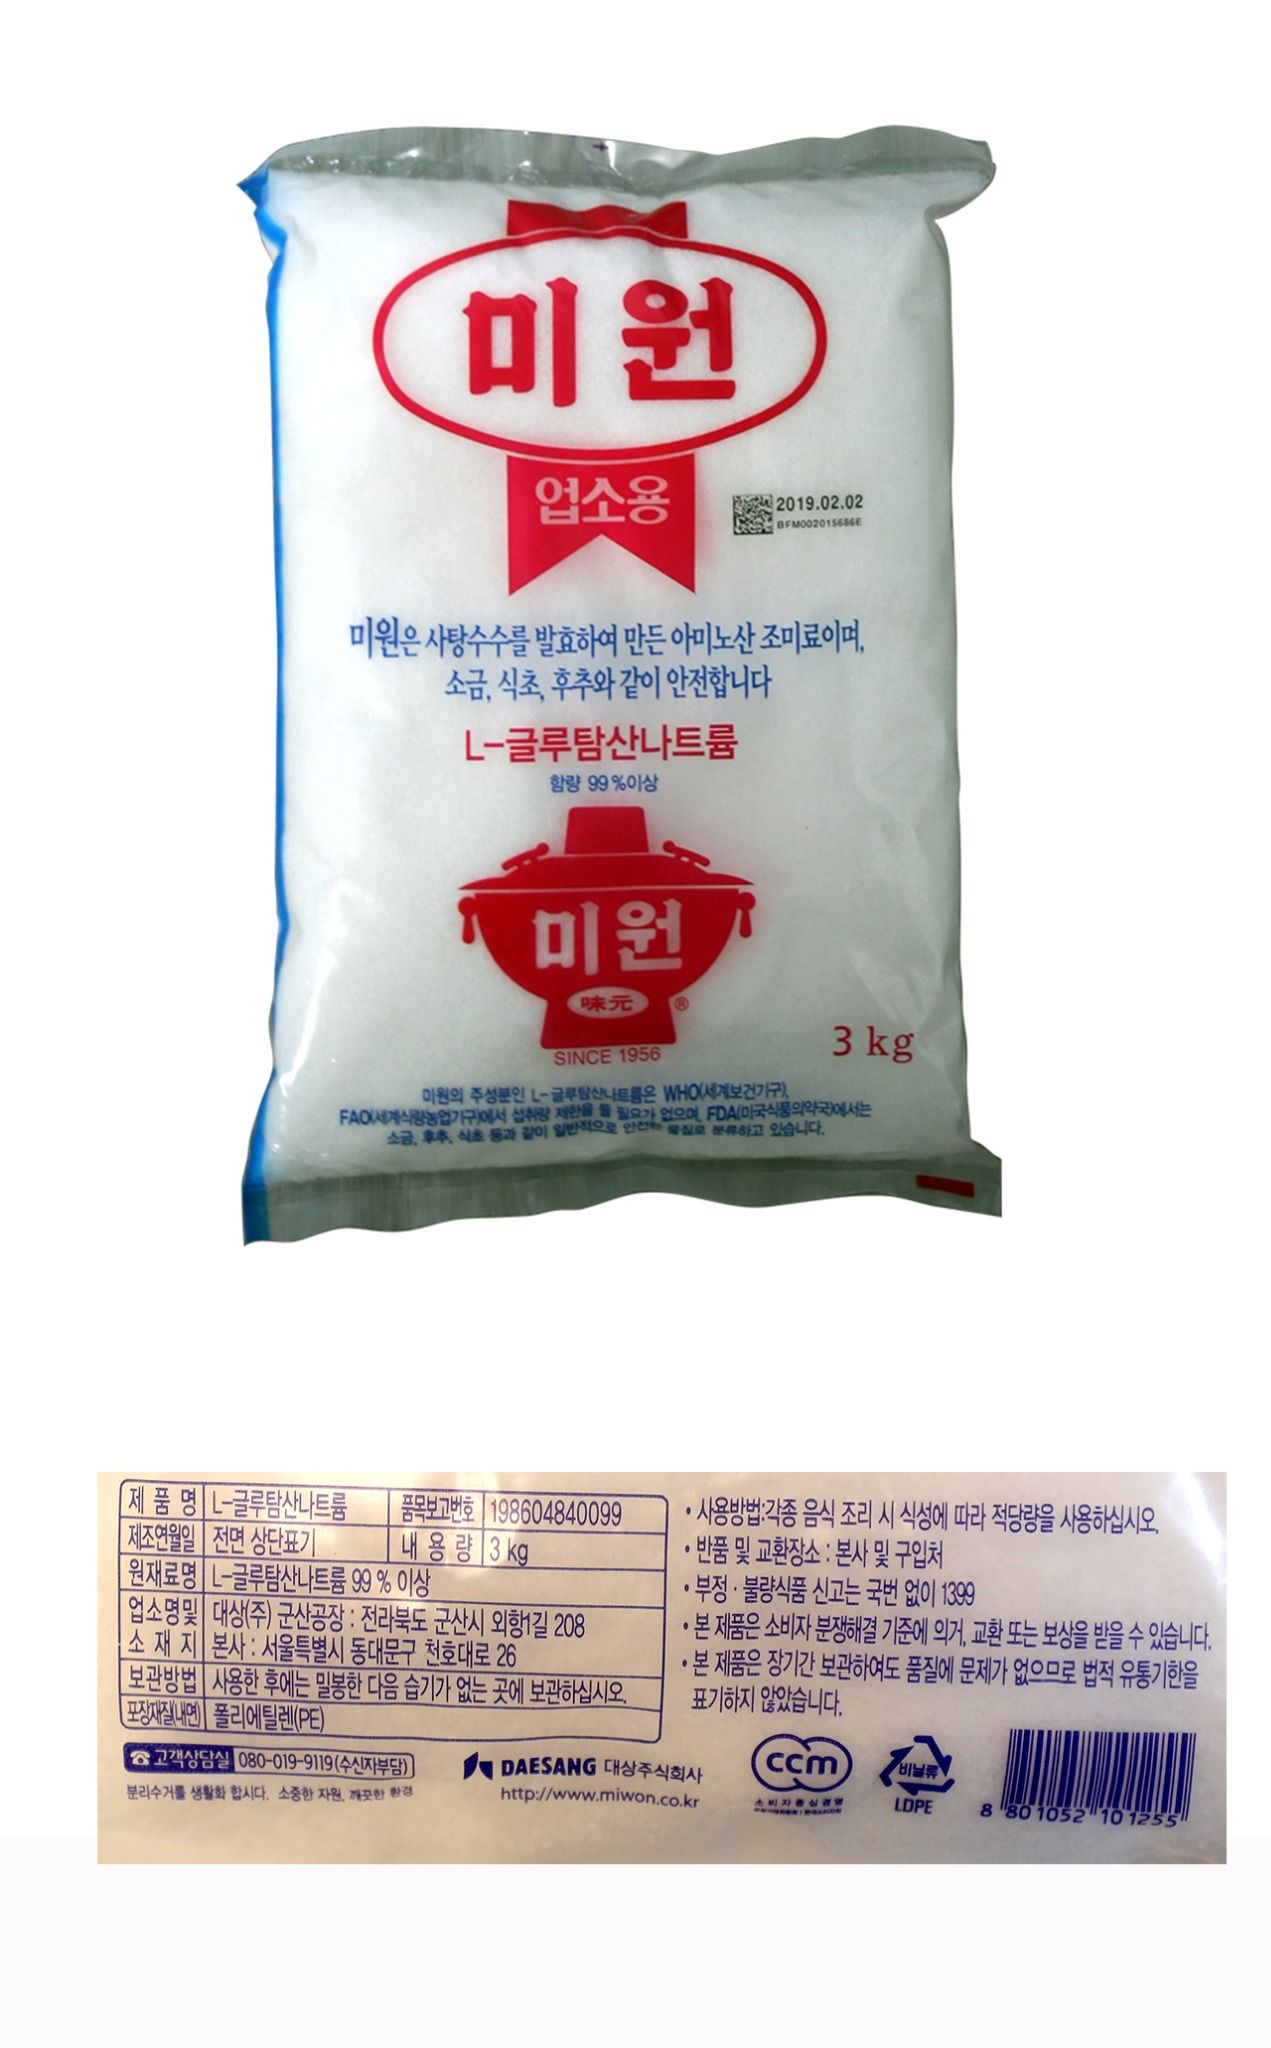 미원
업소용
2019.02.02
BFM002015686E
미원은 사탕수수를 발효하여 만든 아미노산 조미료이며,
소금, 식초, 후추와 같이 안전합니다
L-글루탐산나트륨
함량 99%이상
미원
味元 ®
SINCE 1956
3 kg
미원의 주성분인 L-글루탐산나트륨은 WHO(세계보건기구),
FAO(세계식량농업기구)에서 섭취량 제한을 둘 필요가 없으며, FDA(미국식품의약국)에서는
소금, 후추, 식초 등과 같이 일반적으로 안전한 물질로 분류하고 있습니다.
제 품 명 L-글루탐산나트륨 품목보고번호 198604840099
제조연월일 전면 상단표기 내 용 량 3 kg
원재료명 L-글루탐산나트륨 99 % 이상
업소명및 대상(주) 군산공장 : 전라북도 군산시 외항1길 208
소 재 지 본사 : 서울특별시 동대문구 천호대로 26
보관방법 사용한 후에는 밀봉한 다음 습기가 없는 곳에 보관하십시오.
포장재질(내면) 폴리에틸렌(PE)
고객상담실 080-019-9119(수신자부담)
분리수거를 생활화 합시다. 소중한 자원, 깨끗한 환경
DAESANG 대상주식회사
http://www.miwon.co.kr
• 사용방법:각종 음식 조리 시 식성에 따라 적당량을 사용하십시오.
• 반품 및 교환장소 : 본사 및 구입처
• 부정 · 불량식품 신고는 국번 없이 1399
• 본 제품은 소비자 분쟁해결 기준에 의거, 교환 또는 보상을 받을 수 있습니다.
• 본 제품은 장기간 보관하여도 품질에 문제가 없으므로 법적 유통기한을
표기하지 않았습니다.
ccm
소비자중심경영
비닐류
LDPE
8 801052 101255